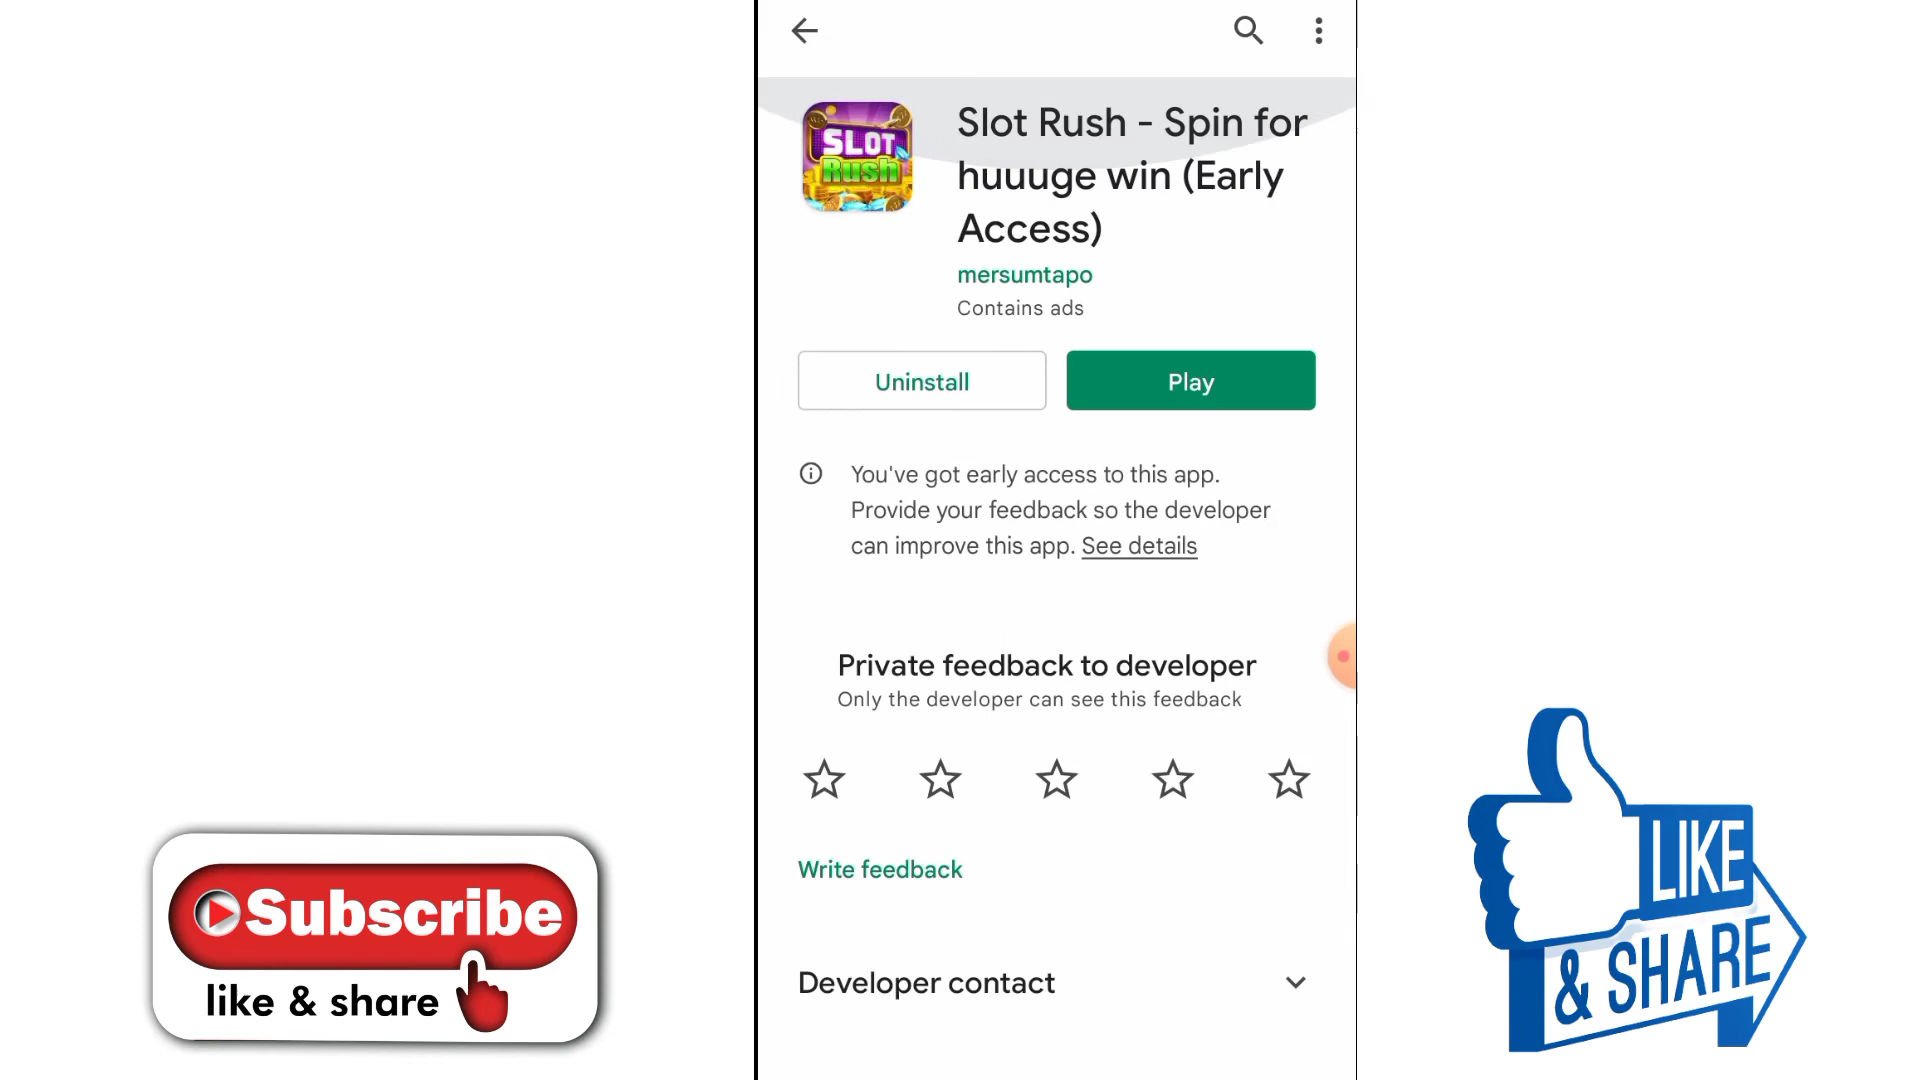 SLOT
Rush
Slot Rush - Spin for
huuuge win (Early
Access)
mersumtapo
Contains ads
Uninstall
Play
You've got early access to this app.
Provide your feedback so the developer
can improve this app. See details
Private feedback to developer
Only the developer can see this feedback
Write feedback
Developer contact
Subscribe
like & share
LIKE
& SHARE